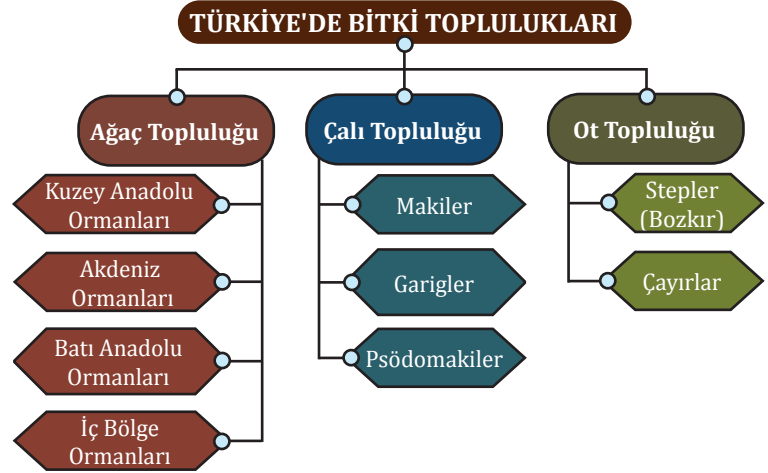 TÜRKİYE'DE BİTKİ TOPLULUKLARI
Ağaç Topluluğu
Kuzey Anadolu
Ormanları
Akdeniz
Ormanları
Batı Anadolu
Ormanları
İç Bölge
Ormanları
Çalı Topluluğu
Makiler
Garigler
Psödomakiler
Ot Topluluğu
Stepler
(Bozkır)
Çayırlar